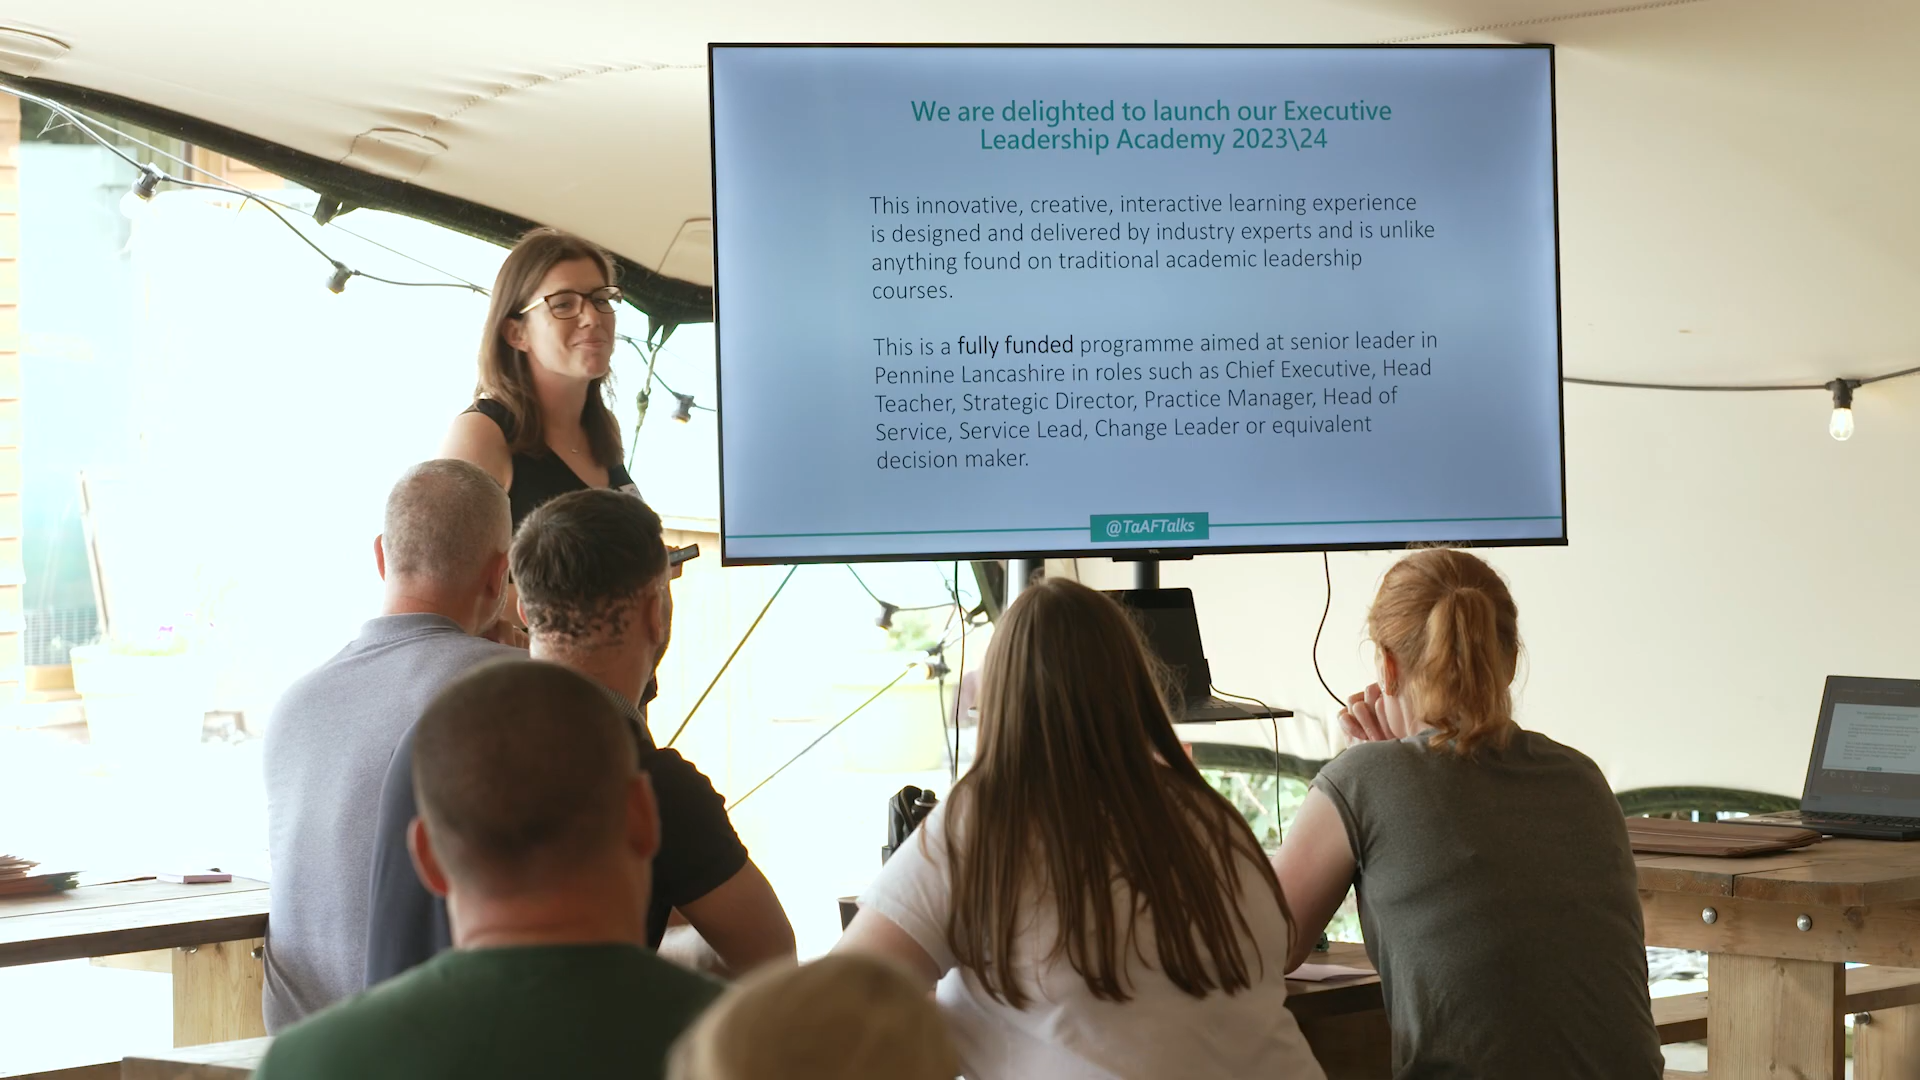 We are delighted to launch our Executive
Leadership Academy 2023\24
This innovative, creative, interactive learning experience
is designed and delivered by industry experts and is unlike
anything found on traditional academic leadership
courses.
This is a fully funded programme aimed at senior leader in
Pennine Lancashire in roles such as Chief Executive, Head
Teacher, Strategic Director, Practice Manager, Head of
Service, Service Lead, Change Leader or equivalent
decision maker.
@TaAFTalks